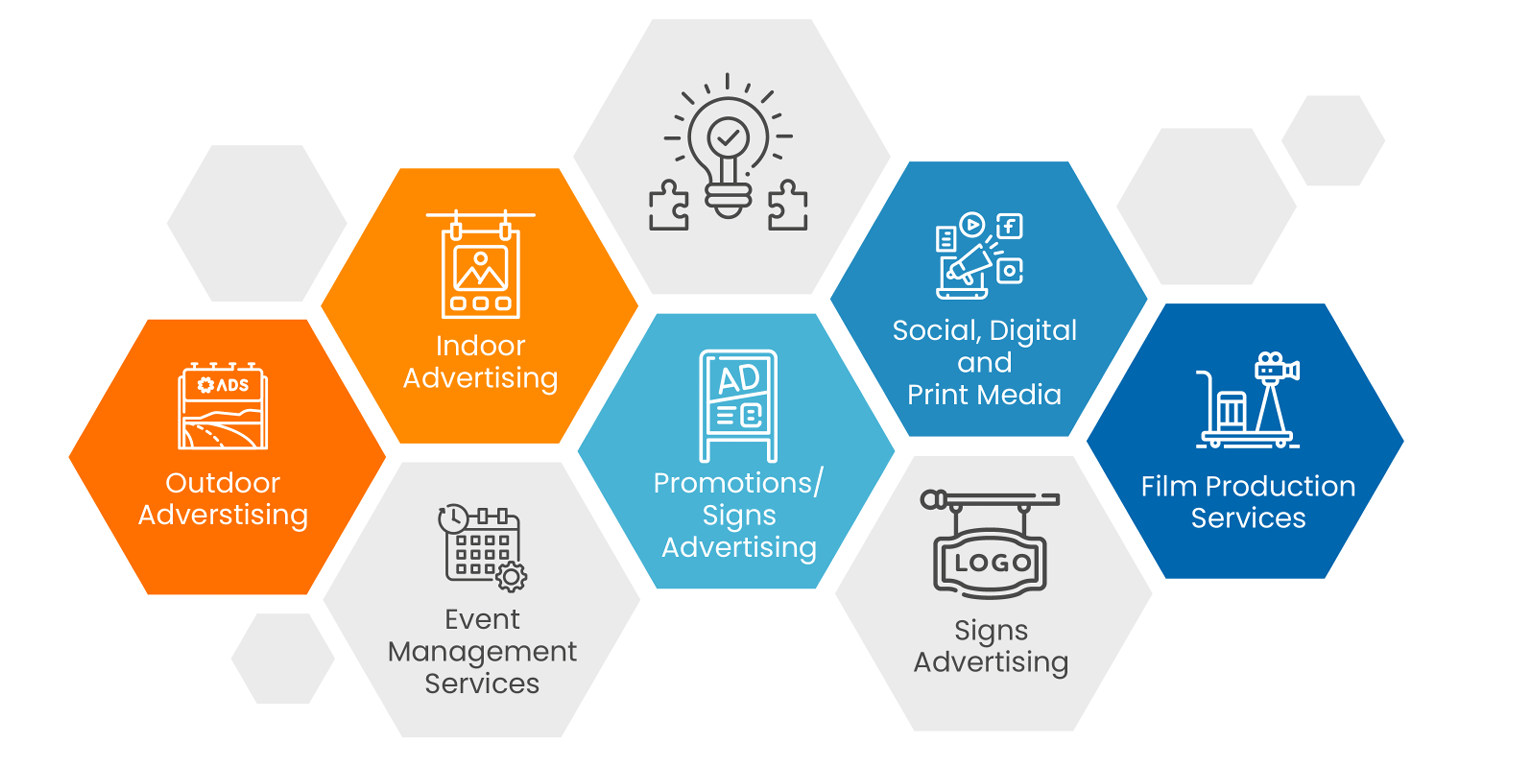 ADS
Outdoor
Adverstising
Indoor
Advertising
Event
Management
Services
AD
B
Promotions/
Signs
Advertising
f
Social, Digital
and
Print Media
LOGO
Signs
Advertising
Film Production
Services